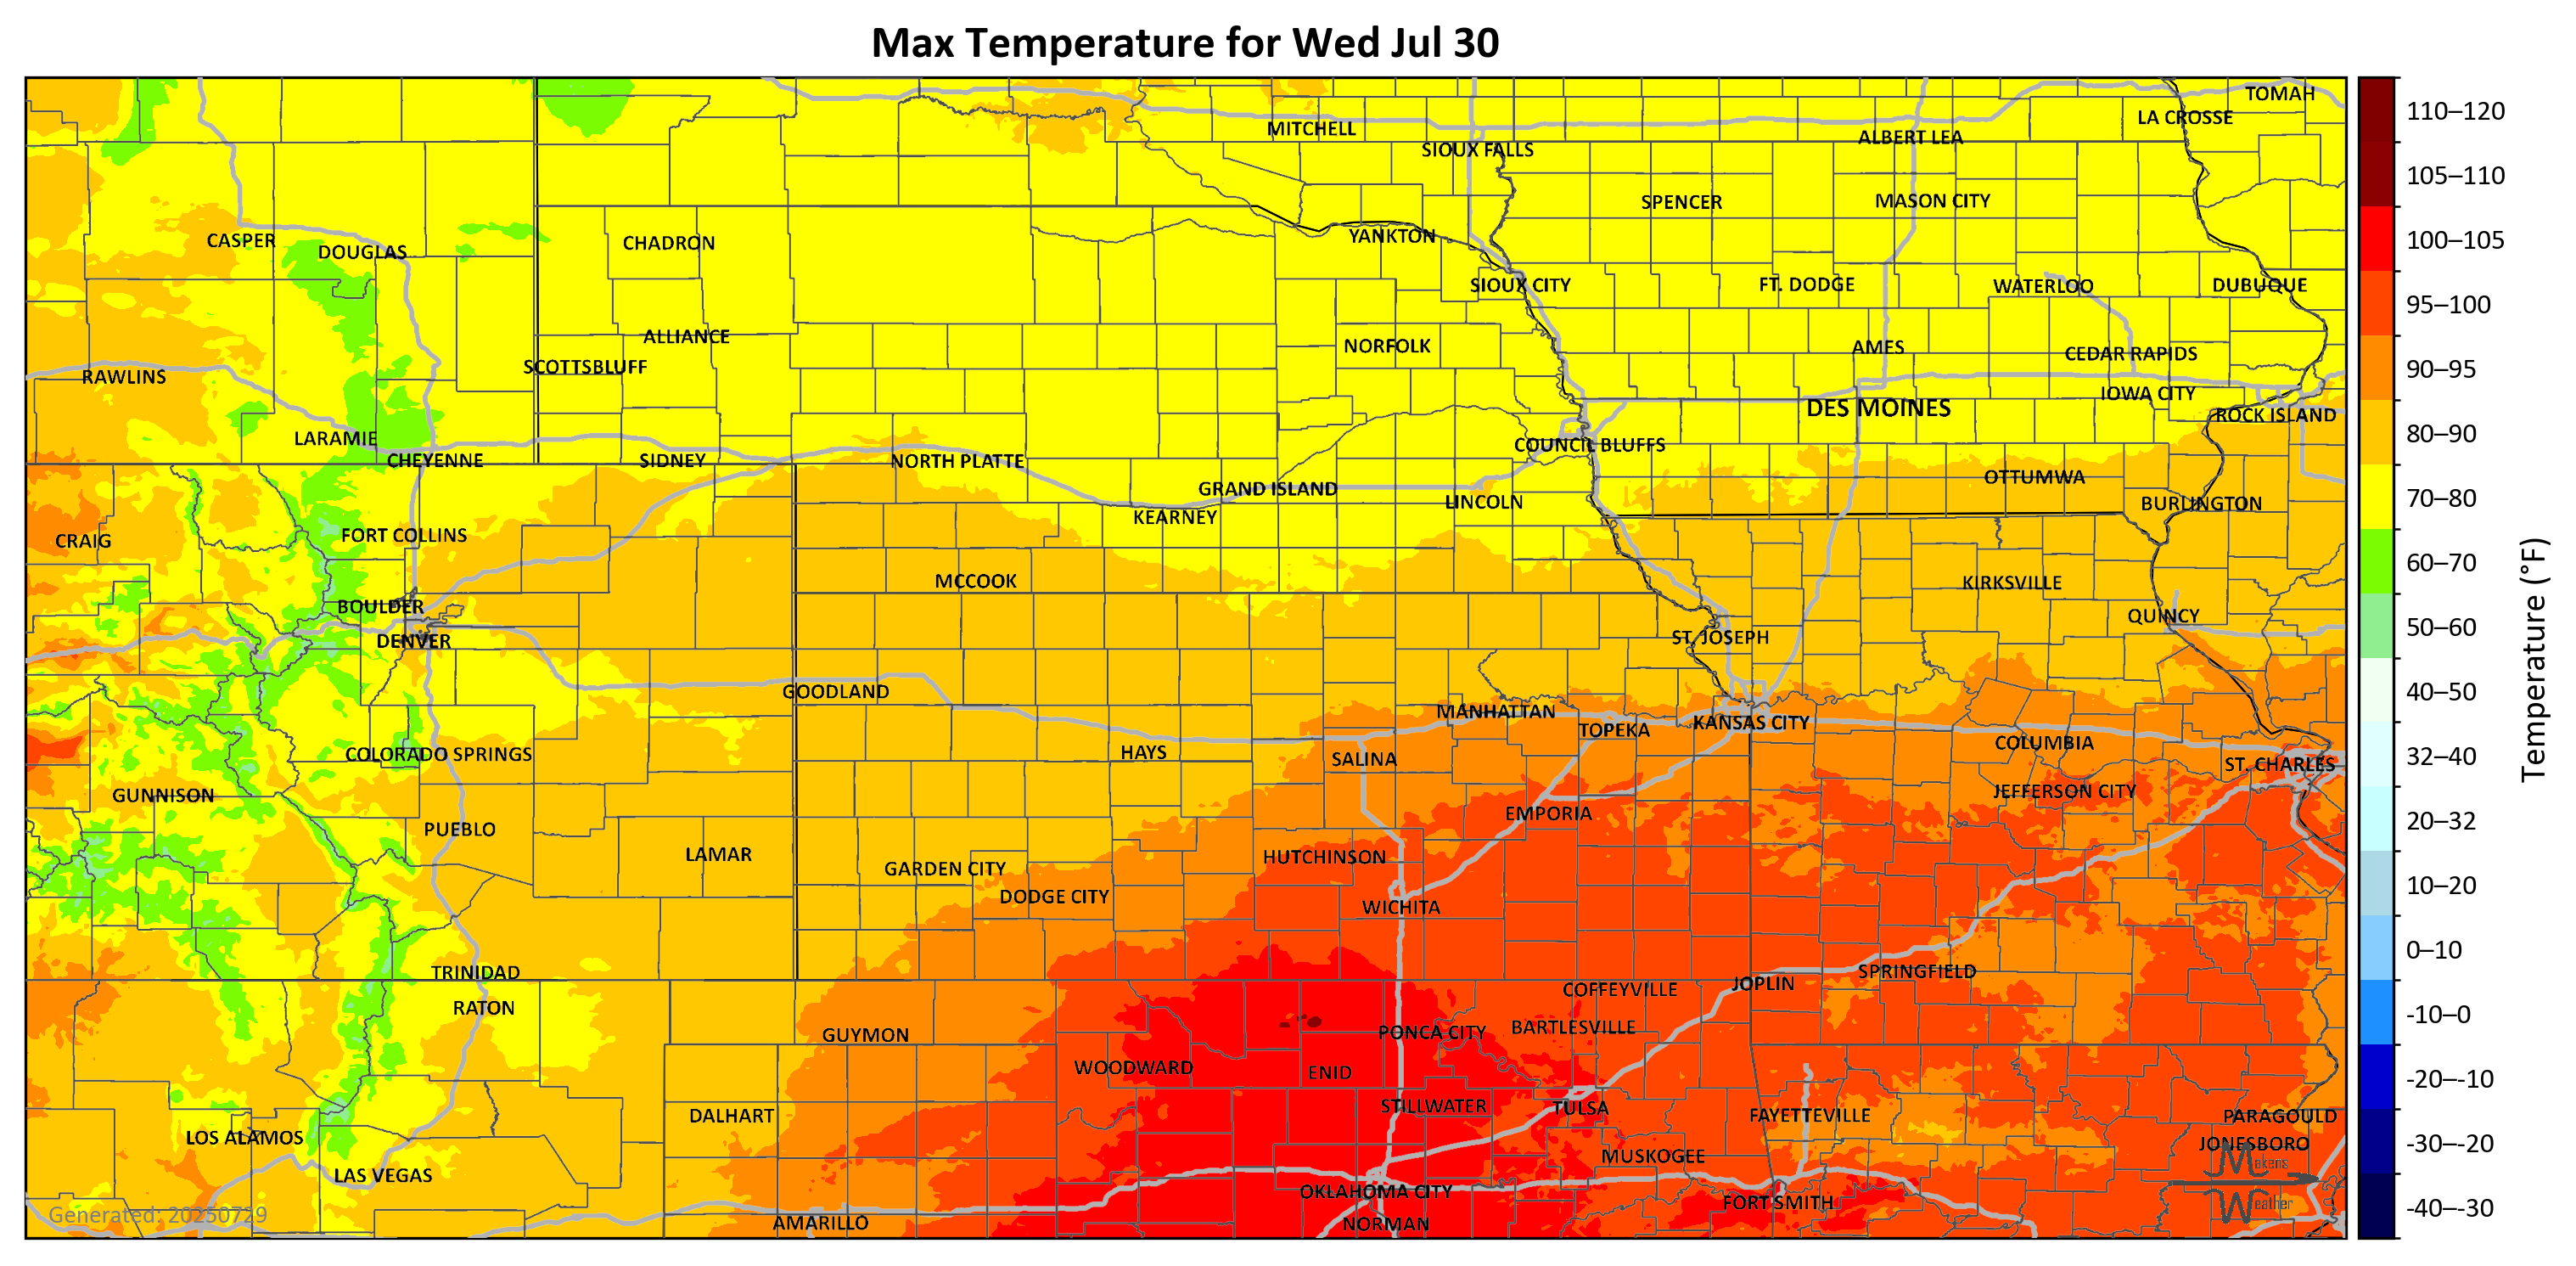 Max Temperature for Wed Jul 30
TOMAH
LA CROSSE
MITCHELL
ALBERT LEA
SIOUX FALLS
SPENCER
MASON CITY
CASPER
DOUGLAS
CHADRON
YANKTON
SIOUX CITY
FT. DODGE
WATERLOO
DUBUQUE
ALLIANCE
NORFOLK
AMES
CEDAR RAPIDS
SCOTTSBLUFF
RAWLINS
IOWA CITY
DES MOINES
ROCK ISLAND
LARAMIE
COUNCIL BLUFFS
CHEYENNE
SIDNEY
NORTH PLATTE
OTTUMWA
GRAND ISLAND
LINCOLN
BURLINGTON
KEARNEY
FORT COLLINS
CRAIG
MCCOOK
KIRKSVILLE
BOULDER
QUINCY
DENVER
ST. JOSEPH
GOODLAND
MANHATTAN
KANSAS CITY
TOPEKA
COLUMBIA
COLORADO SPRINGS
HAYS
SALINA
ST. CHARLES
GUNNISON
JEFFERSON CITY
EMPORIA
PUEBLO
LAMAR
HUTCHINSON
GARDEN CITY
DODGE CITY
WICHITA
TRINIDAD
SPRINGFIELD
JOPLIN
COFFEYVILLE
RATON
GUYMON
PONCA CITY
BARTLESVILLE
WOODWARD
ENID
STILLWATER
TULSA
DALHART
FAYETTEVILLE
PARAGOULD
LOS ALAMOS
JONESBORO
MUSKOGEE
Makens
LAS VEGAS
OKLAHOMA CITY
FORT SMITH
Weather
Generated: 20250729
AMARILLO
NORMAN
110–120
105–110
100–105
95–100
90–95
80–90
70–80
60–70
50–60
40–50
32–40
20–32
10–20
0–10
-10–0
-20–-10
-30–-20
-40–-30
Temperature (°F)